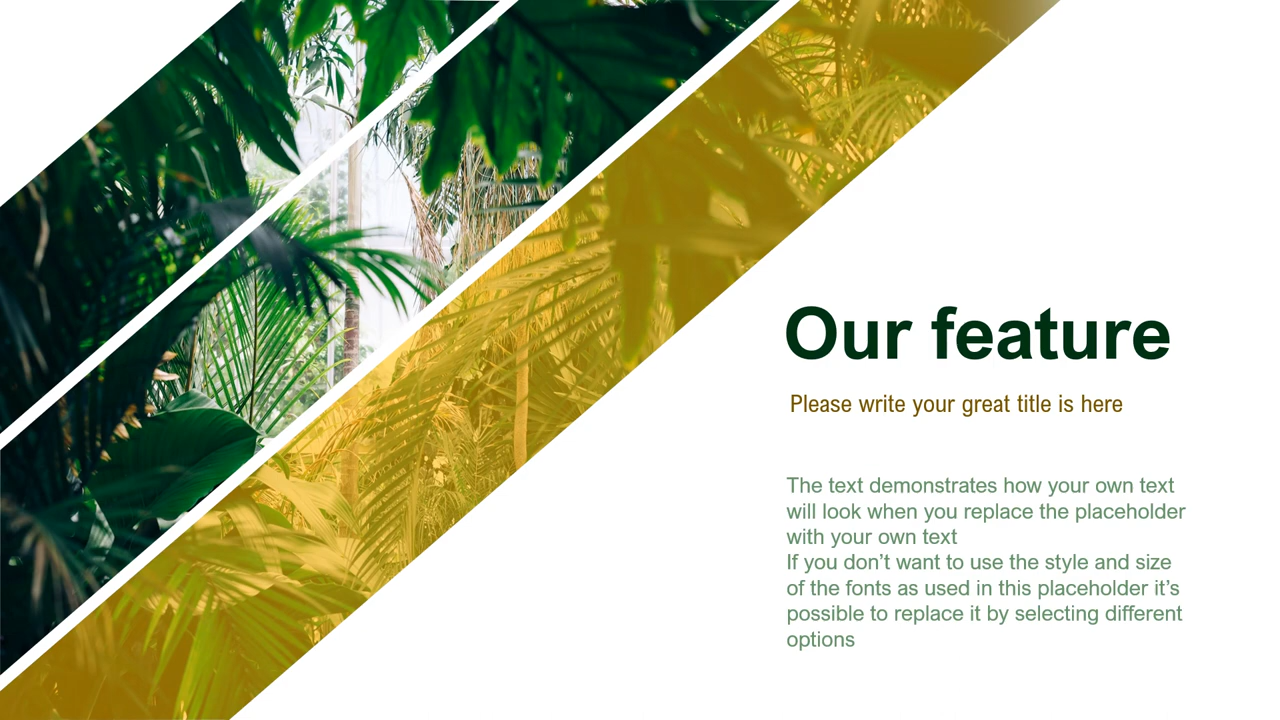 Our feature
Please write your great title is here
The text demonstrates how your own text
will look when you replace the placeholder
with your own text
If you don’t want to use the style and size
of the fonts as used in this placeholder it’s
possible to replace it by selecting different
options